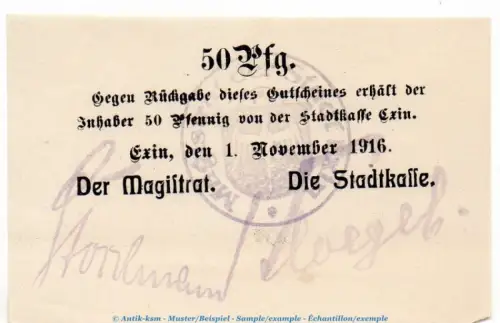 50 Pfg.
Gegen Rückgabe dieses Gutscheines erhält der
Inhaber 50 Pfennig von der Stadtkasse Exin.
Exin, den 1. November 1916.
Der Magistrat. Die Stadtkasse.
© Antik-ksm - Muster/Beispiel - Sample/example - Échantillon/exemple